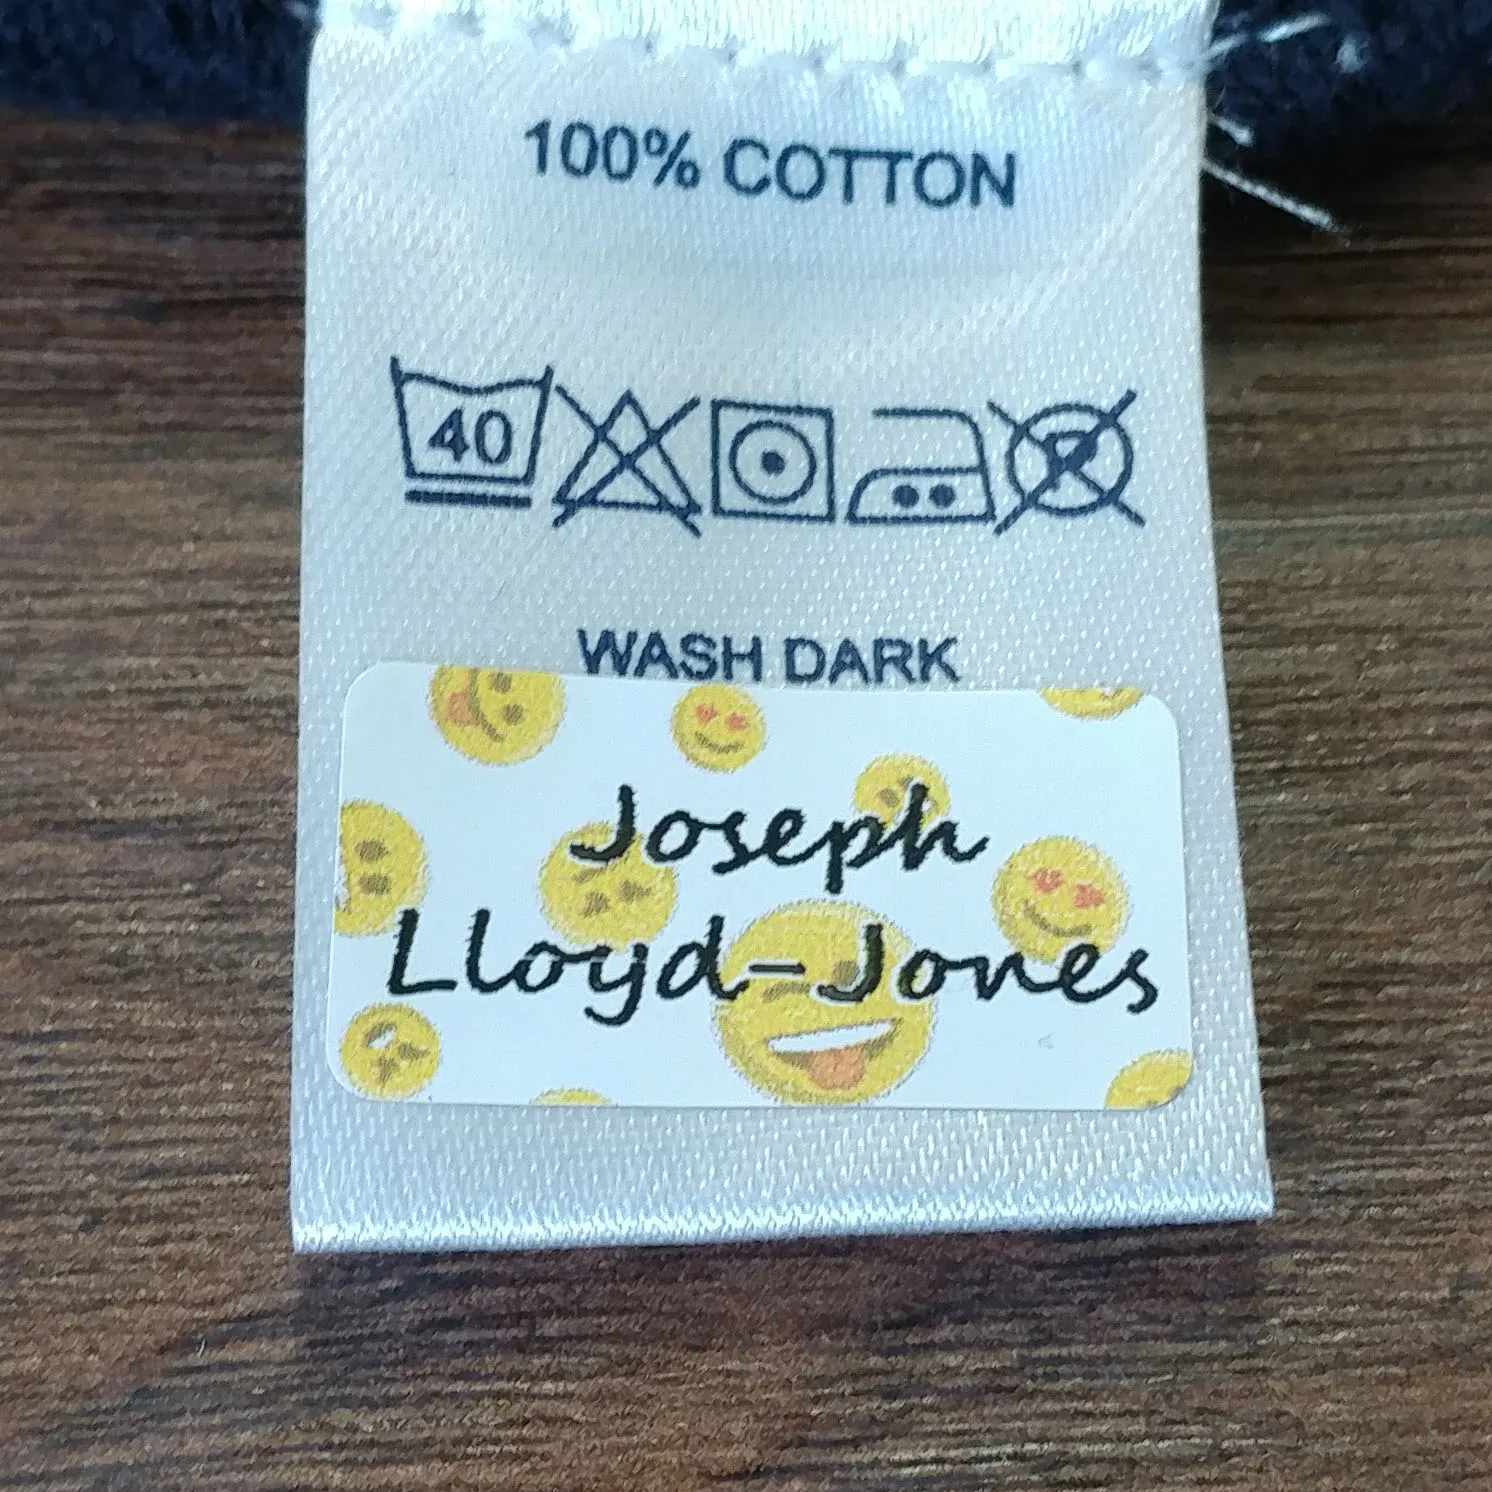 100% COTTON
40
WASH DARK
Joseph
Lloyd-Jones